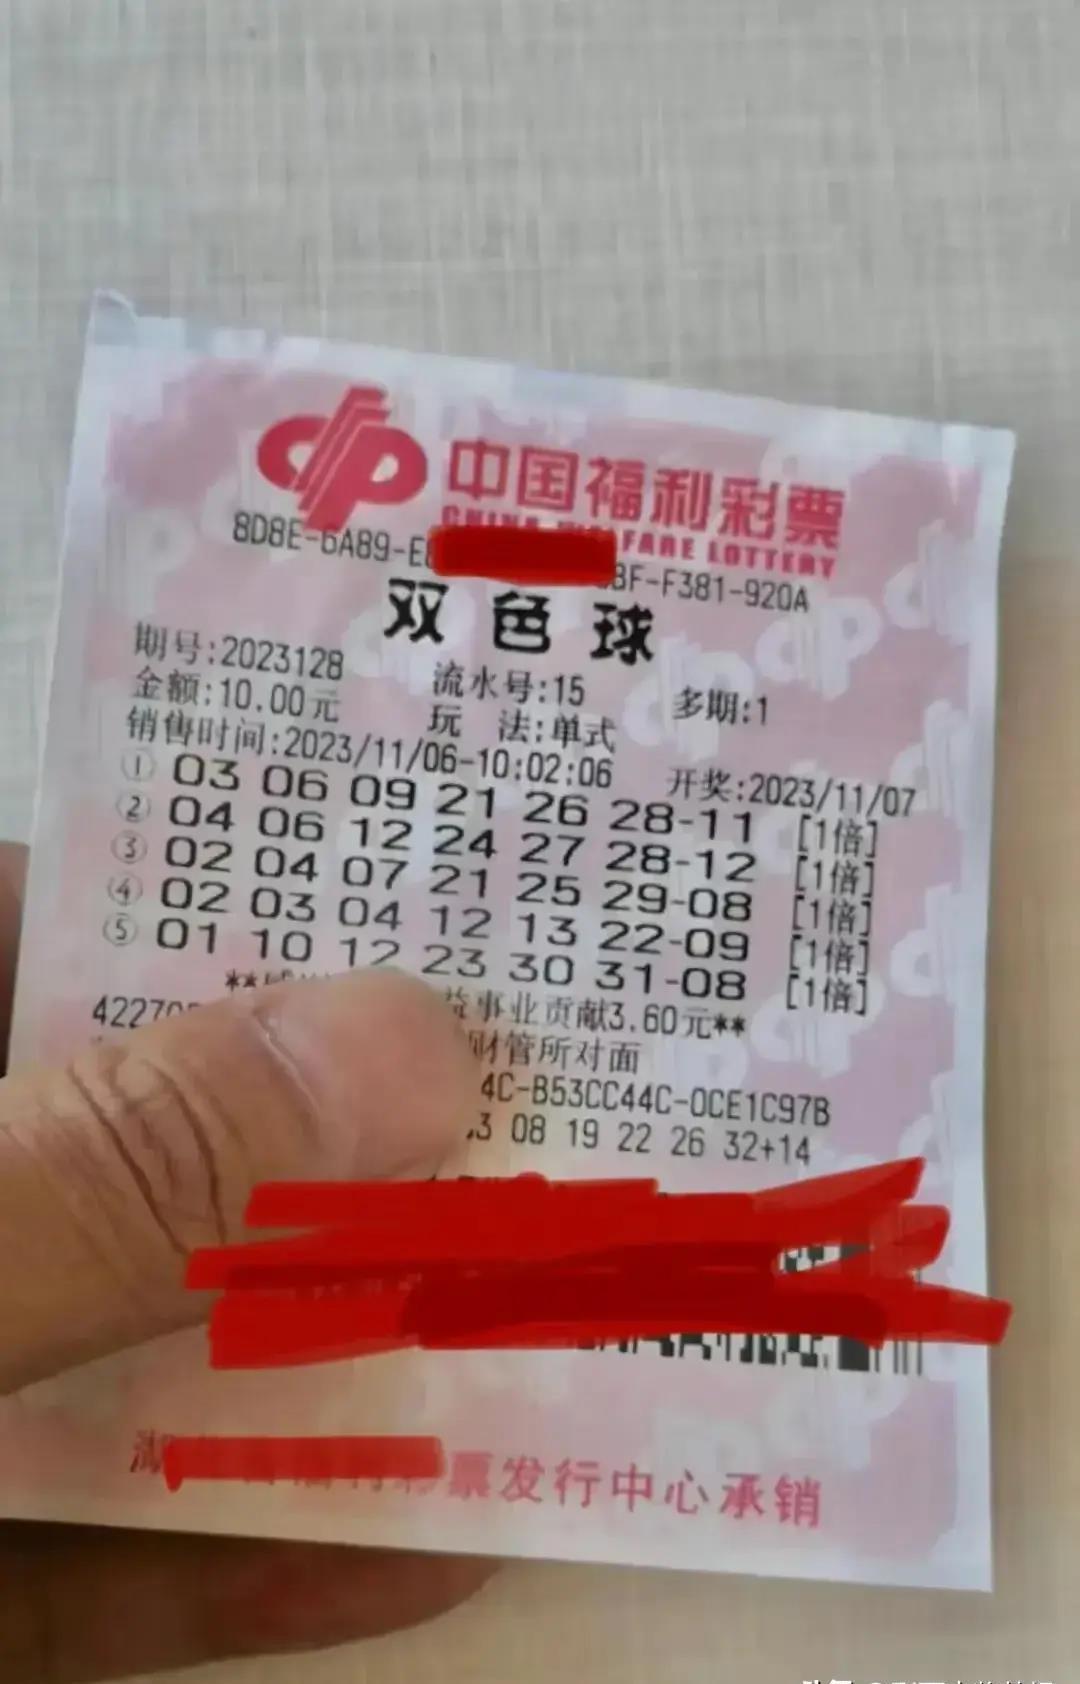 中国福利彩票
CHINA WELFARE LOTTERY
8D8E-6A89-E BF-F381-920A
双色球
期号:2023128 流水号:15 多期:1
金额:10.00元 玩 法:单式
销售时间:2023/11/06-10:02:06 开奖:2023/11/07
① 03 06 09 21 26 28-11 [1倍]
② 04 06 12 24 27 28-12 [1倍]
③ 02 04 07 21 25 29-08 [1倍]
④ 02 03 04 12 13 22-09 [1倍]
⑤ 01 10 12 23 30 31-08 [1倍]
** 益事业贡献3.60元**
42270 财管所对面
4C-B53CC44C-0CE1C97B
3 08 19 22 26 32+14
票发行中心承销